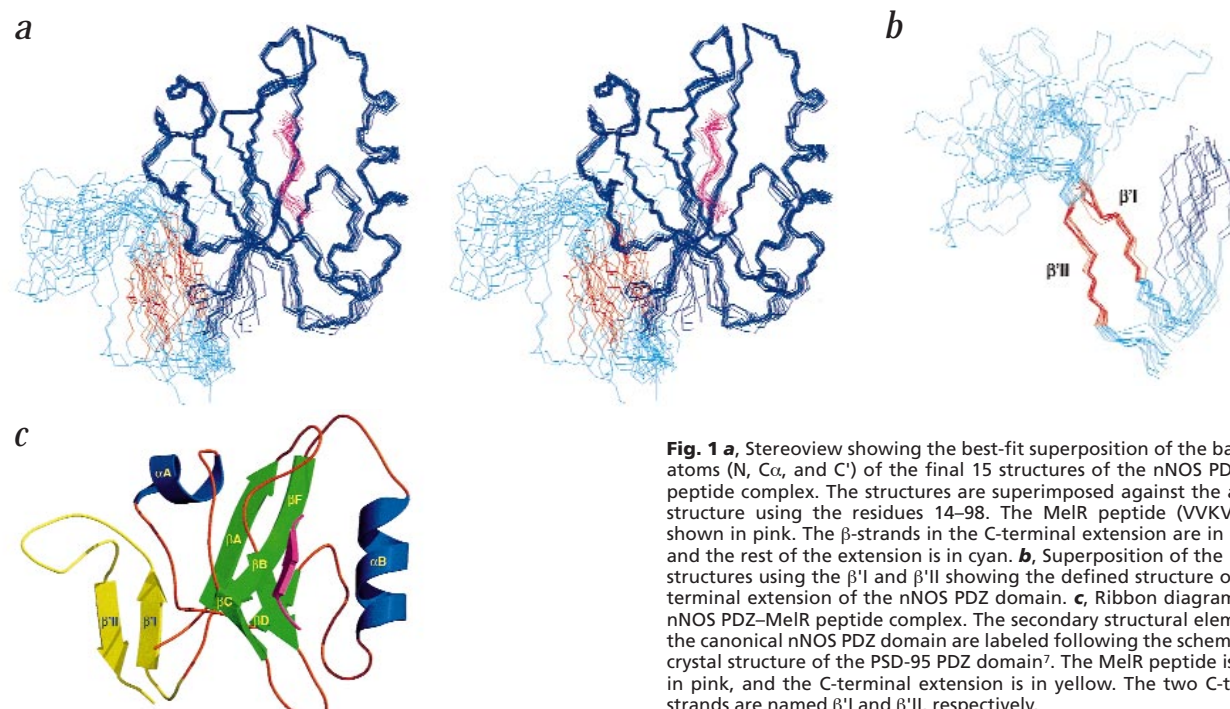 a
b
β'I
β'II
c
αA
βF
βA
βB
αB
βC
βD
β'II
β'I
Fig. 1 a, Stereoview showing the best-fit superposition of the ba
atoms (N, Cα, and C') of the final 15 structures of the nNOS PD
peptide complex. The structures are superimposed against the a
structure using the residues 14–98. The MelR peptide (VVKV
shown in pink. The β-strands in the C-terminal extension are in
and the rest of the extension is in cyan. b, Superposition of the
structures using the β'I and β'II showing the defined structure o
terminal extension of the nNOS PDZ domain. c, Ribbon diagram
nNOS PDZ–MelR peptide complex. The secondary structural elem
the canonical nNOS PDZ domain are labeled following the schem
crystal structure of the PSD-95 PDZ domain⁷. The MelR peptide is
in pink, and the C-terminal extension is in yellow. The two C-t
strands are named β'I and β'II, respectively.